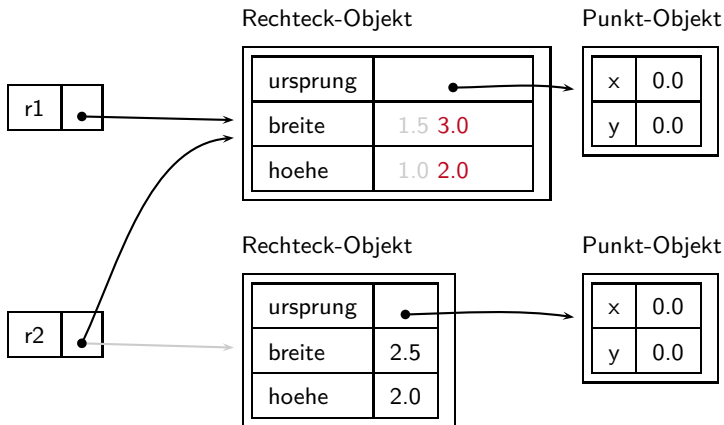 Rechteck-Objekt Punkt-Objekt
ursprung x 0.0
r1 breite 1.5 3.0 y 0.0
hoehe 1.0 2.0
Rechteck-Objekt Punkt-Objekt
ursprung x 0.0
r2 breite 2.5 y 0.0
hoehe 2.0